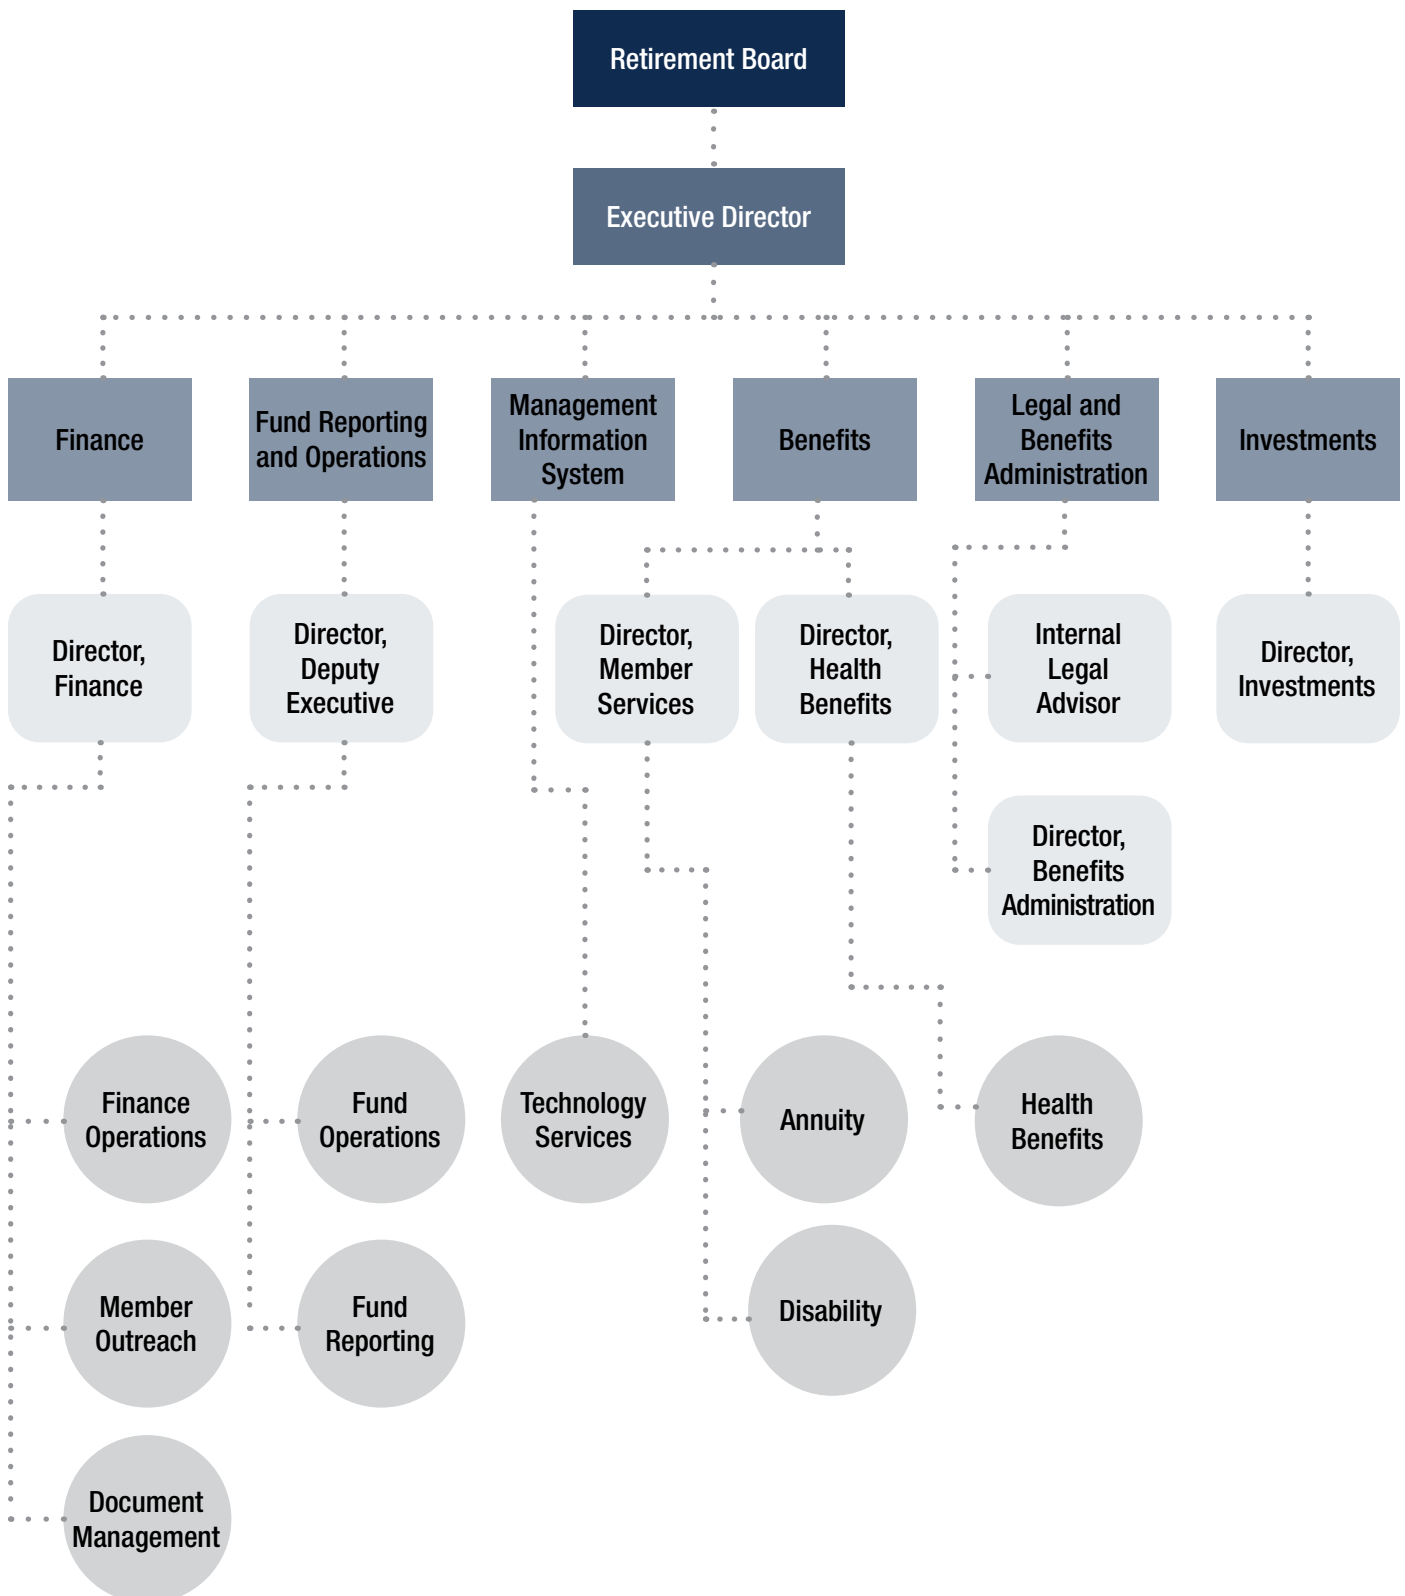 Retirement Board
Executive Director
Finance
Fund Reporting
and Operations
Management
Information
System
Benefits
Legal and
Benefits
Administration
Investments
Director,
Finance
Director,
Deputy
Executive
Director,
Member
Services
Director,
Health
Benefits
Internal
Legal
Advisor
Director,
Investments
Director,
Benefits
Administration
Finance
Operations
Fund
Operations
Technology
Services
Annuity
Health
Benefits
Member
Outreach
Fund
Reporting
Disability
Document
Management